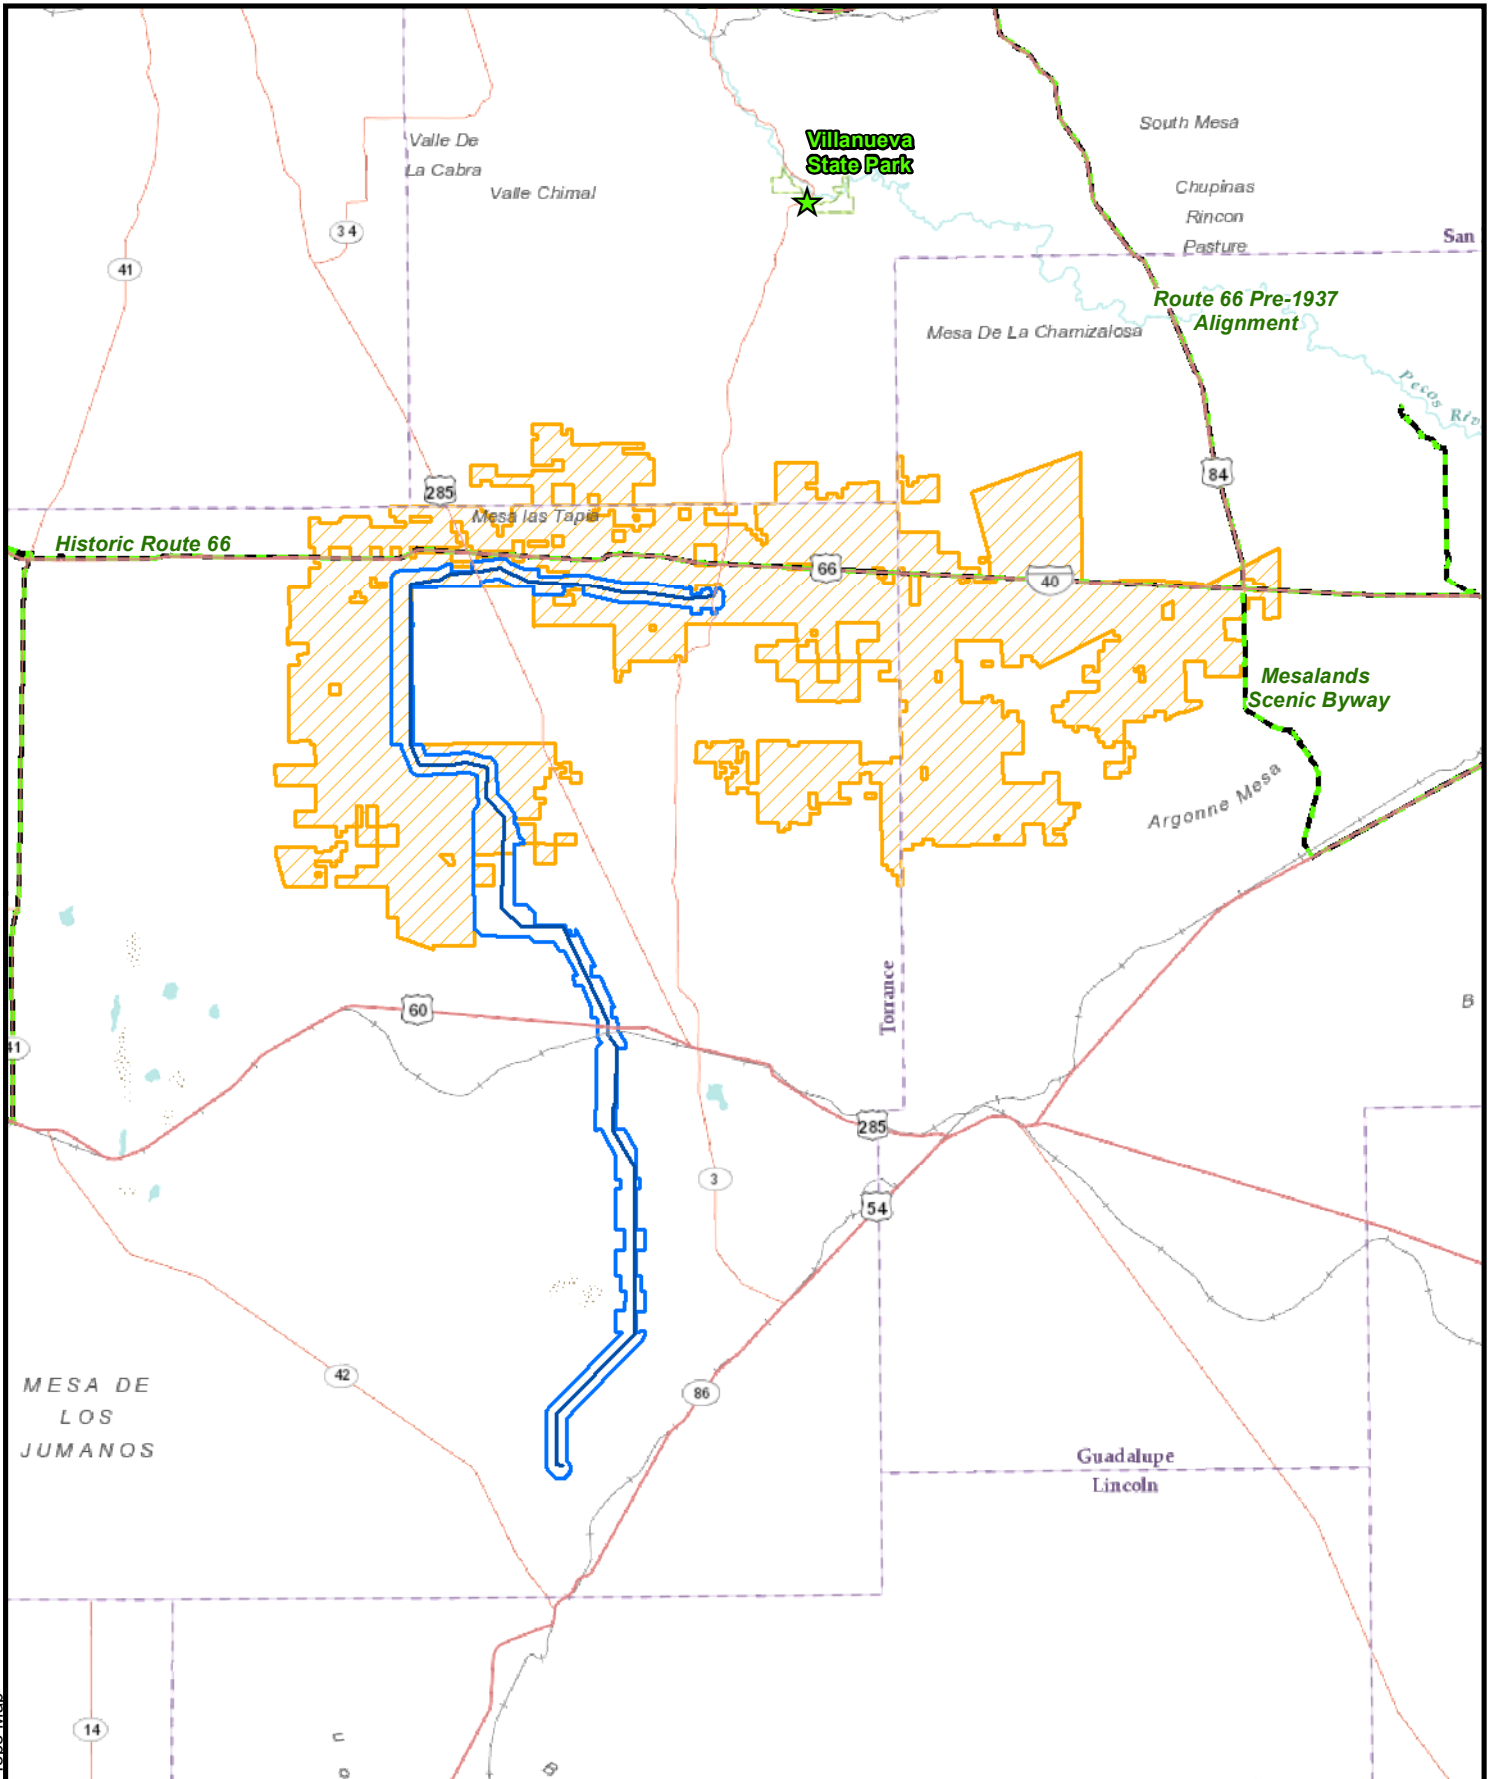 Villanueva
State Park
South Mesa
Valle De
La Cabra
Valle Chimal
Chupinas
Rincon
Pasture
34
San
41
Route 66 Pre-1937
Alignment
Mesa De La Chamizalosa
Pecos Riv
84
285
Mesa las Tapia
Historic Route 66
66
40
Mesalands
Scenic Byway
Argonne Mesa
Torrance
60
B
41
285
3
54
42
MESA DE
LOS
JUMANOS
86
Guadalupe
Lincoln
14